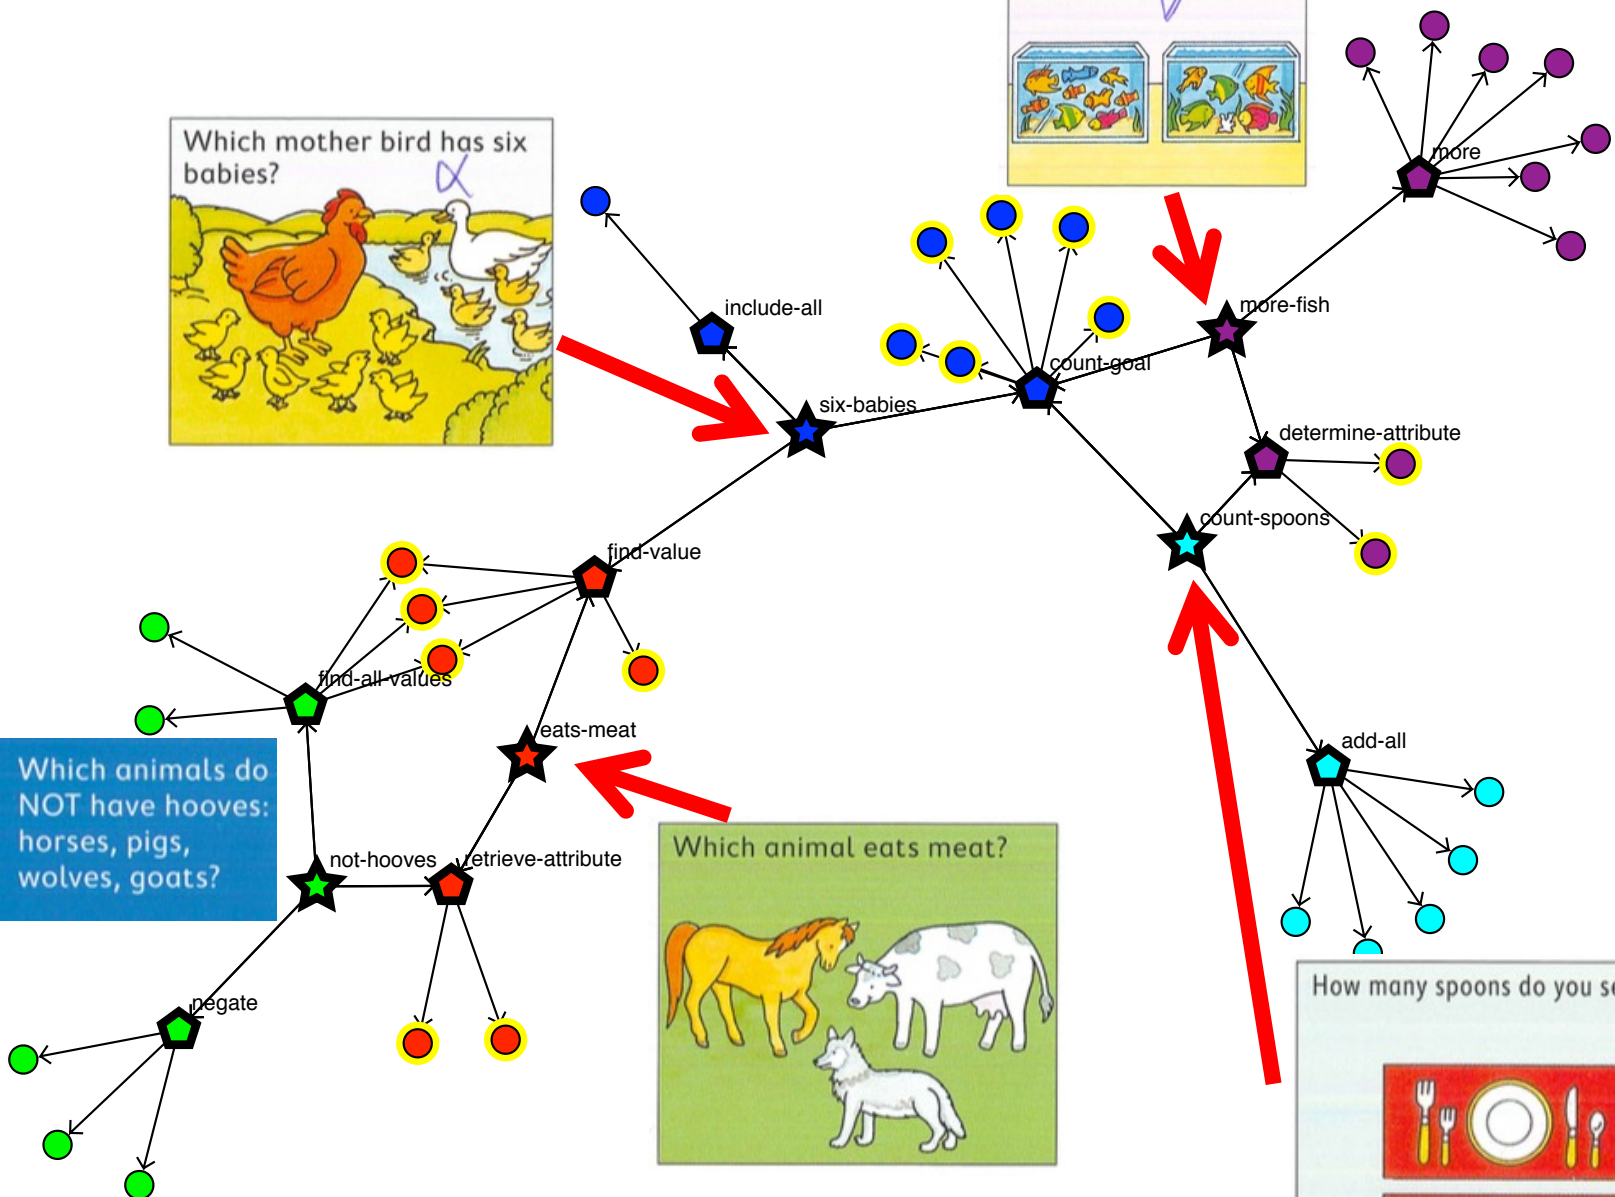 Which mother bird has six
babies?
more
include-all
more-fish
count-goal
six-babies
determine-attribute
count-spoons
find-value
find-all-values
eats-meat
add-all
Which animals do
NOT have hooves:
horses, pigs,
wolves, goats?
not-hooves
retrieve-attribute
Which animal eats meat?
negate
How many spoons do you se